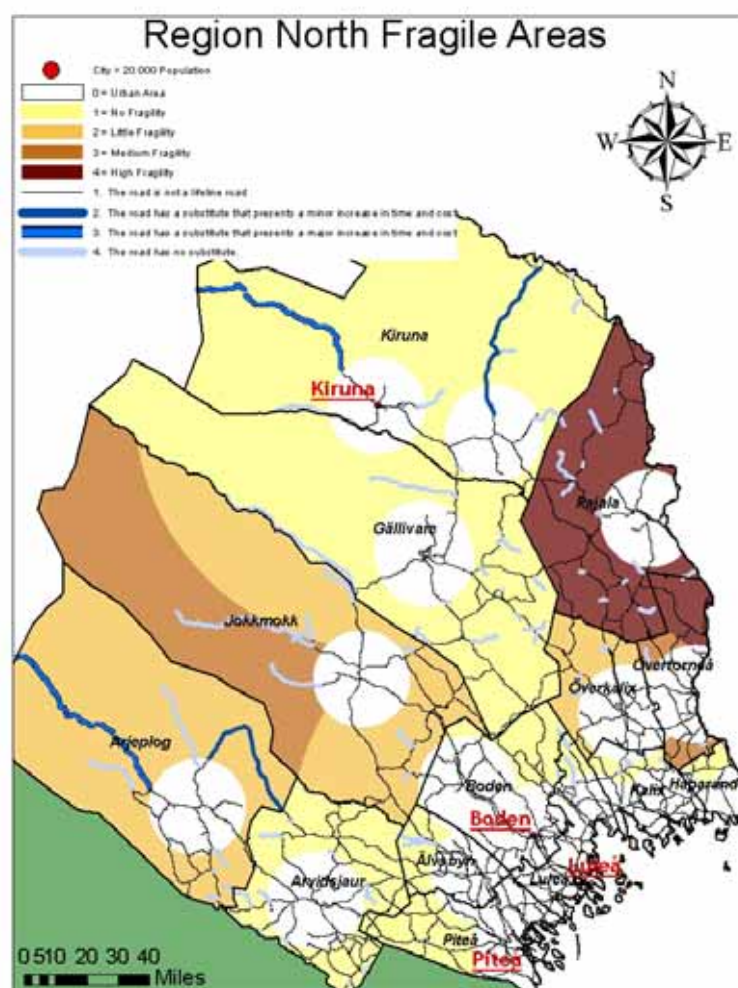 Region North Fragile Areas
City > 20.000 Population
0 = Urban Area
1 = No Fragility
2 = Little Fragility
3 = Medium Fragility
4 = High Fragility
1. The road is not a lifeline road
2. The road has a substitute that presents a minor increase in time and cost
3. The road has a substitute that presents a major increase in time and cost
4. The road has no substitute.
N
W E
S
Kiruna
Kiruna
Pajala
Gällivare
Jokkmokk
Övertorneå
Överkalix
Arjeplog
Boden
Kalix Haparanda
Boden
Älvsbyn
Luleå
Luleå
Arvidsjaur
Piteå
Piteå
0 5 10 20 30 40
Miles